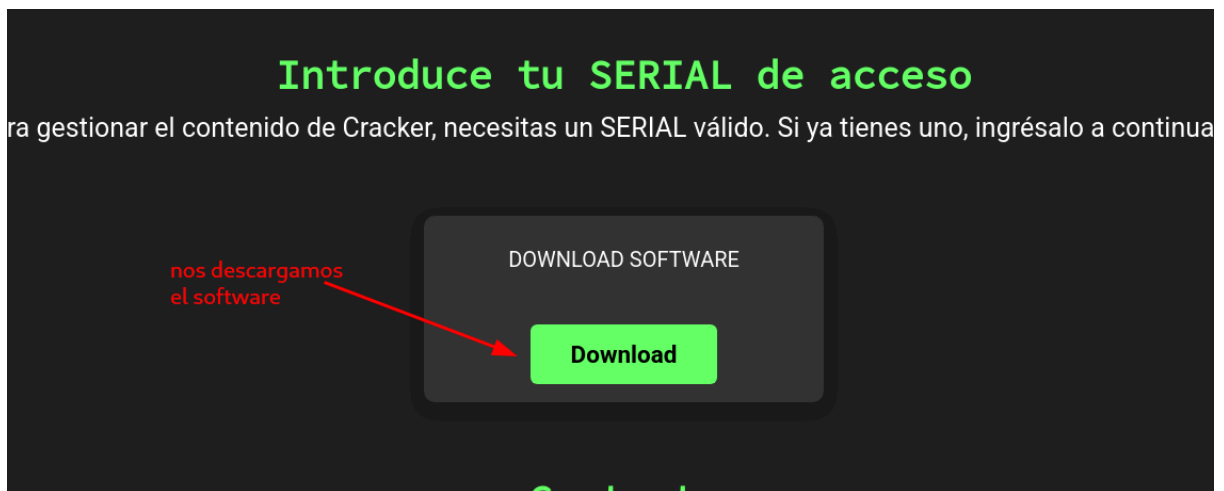 Introduce tu SERIAL de acceso
ra gestionar el contenido de Cracker, necesitas un SERIAL válido. Si ya tienes uno, ingrésalo a continua
DOWNLOAD SOFTWARE
nos descargamos
el software
Download